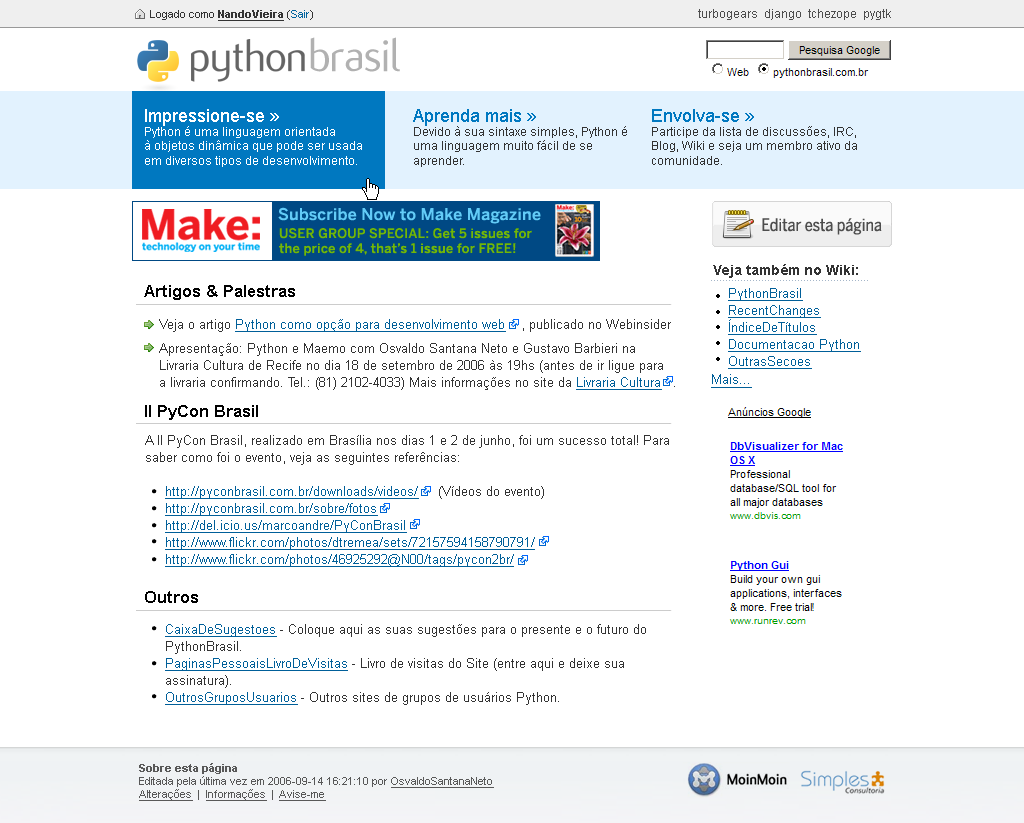 Logado como NandoVieira (Sair)
turbogears django tchezope pygtk
pythonbrasil
Pesquisa Google
Web pythonbrasil.com.br
Impressione-se »
Python é uma linguagem orientada
à objetos dinâmica que pode ser usada
em diversos tipos de desenvolvimento.
Aprenda mais »
Devido à sua sintaxe simples, Python é
uma linguagem muito fácil de se
aprender.
Envolva-se »
Participe da lista de discussões, IRC,
Blog, Wiki e seja um membro ativo da
comunidade.
Make:
technology on your time
Subscribe Now to Make Magazine
USER GROUP SPECIAL: Get 5 issues for
the price of 4, that's 1 issue for FREE!
Make:
Editar esta página
Veja também no Wiki:
PythonBrasil
RecentChanges
ÍndiceDeTítulos
Documentacao Python
OutrasSecoes
Mais...
Anúncios Google
DbVisualizer for Mac
OS X
Professional
database/SQL tool for
all major databases
www.dbvis.com
Python Gui
Build your own gui
applications, interfaces
& more. Free trial!
www.runrev.com
Artigos & Palestras
Veja o artigo Python como opção para desenvolvimento web , publicado no Webinsider
Apresentação: Python e Maemo com Osvaldo Santana Neto e Gustavo Barbieri na
Livraria Cultura de Recife no dia 18 de setembro de 2006 às 19hs (antes de ir ligue para
a livraria confirmando. Tel.: (81) 2102-4033) Mais informações no site da Livraria Cultura .
II PyCon Brasil
A II PyCon Brasil, realizado em Brasília nos dias 1 e 2 de junho, foi um sucesso total! Para
saber como foi o evento, veja as seguintes referências:
http://pyconbrasil.com.br/downloads/videos/ (Vídeos do evento)
http://pyconbrasil.com.br/sobre/fotos
http://del.icio.us/marcoandre/PyConBrasil
http://www.flickr.com/photos/dtremea/sets/72157594158790791/
http://www.flickr.com/photos/46925292@N00/tags/pycon2br/
Outros
CaixaDeSugestoes - Coloque aqui as suas sugestões para o presente e o futuro do
PythonBrasil.
PaginasPessoaisLivroDeVisitas - Livro de visitas do Site (entre aqui e deixe sua
assinatura).
OutrosGruposUsuarios - Outros sites de grupos de usuários Python.
Sobre esta página
Editada pela última vez em 2006-09-14 16:21:10 por OsvaldoSantanaNeto
Alterações | Informações | Avise-me
MoinMoin
Simples
Consultoria